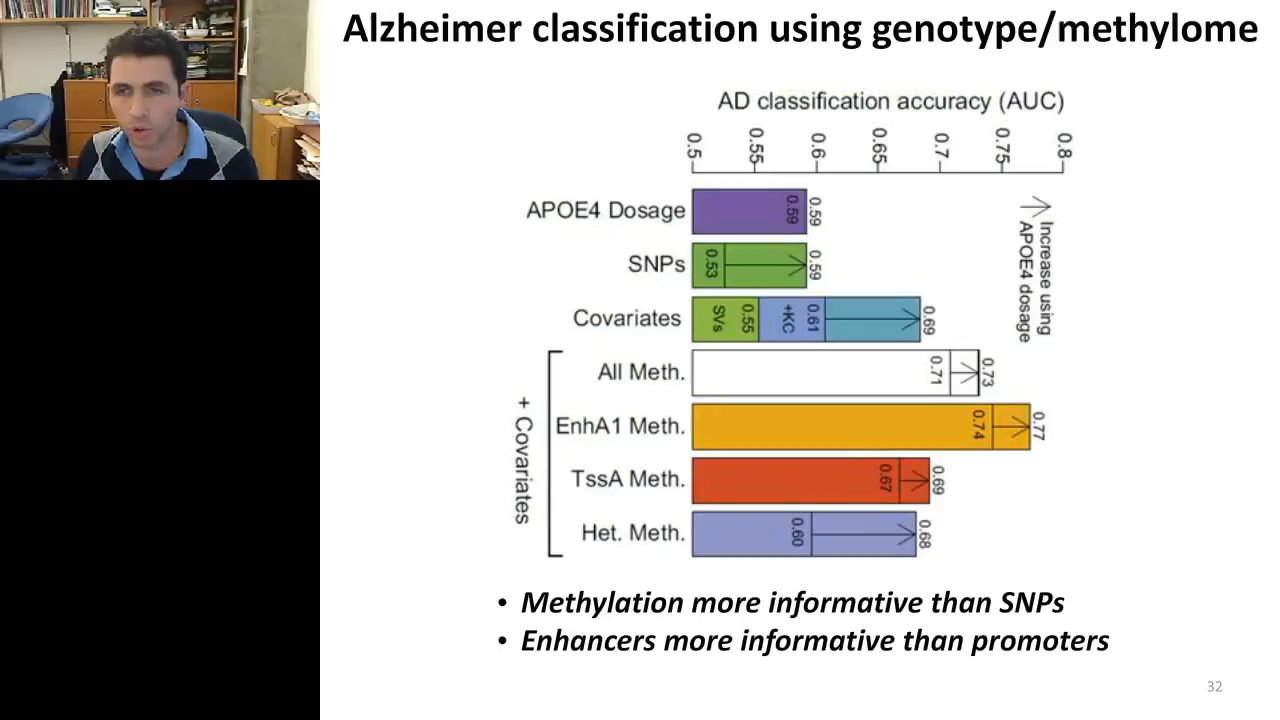 Alzheimer classification using genotype/methylome
AD classification accuracy (AUC)
0.5 0.55 0.6 0.65 0.7 0.75 0.8
Increase using
APOE4 dosage
APOE4 Dosage 0.59 0.59
SNPs 0.53 0.59
Covariates SVs 0.55 +KC 0.61 0.69
+ Covariates
All Meth. 0.71 0.73
EnhA1 Meth. 0.74 0.77
TssA Meth. 0.67 0.69
Het. Meth. 0.60 0.68
• Methylation more informative than SNPs
• Enhancers more informative than promoters
32